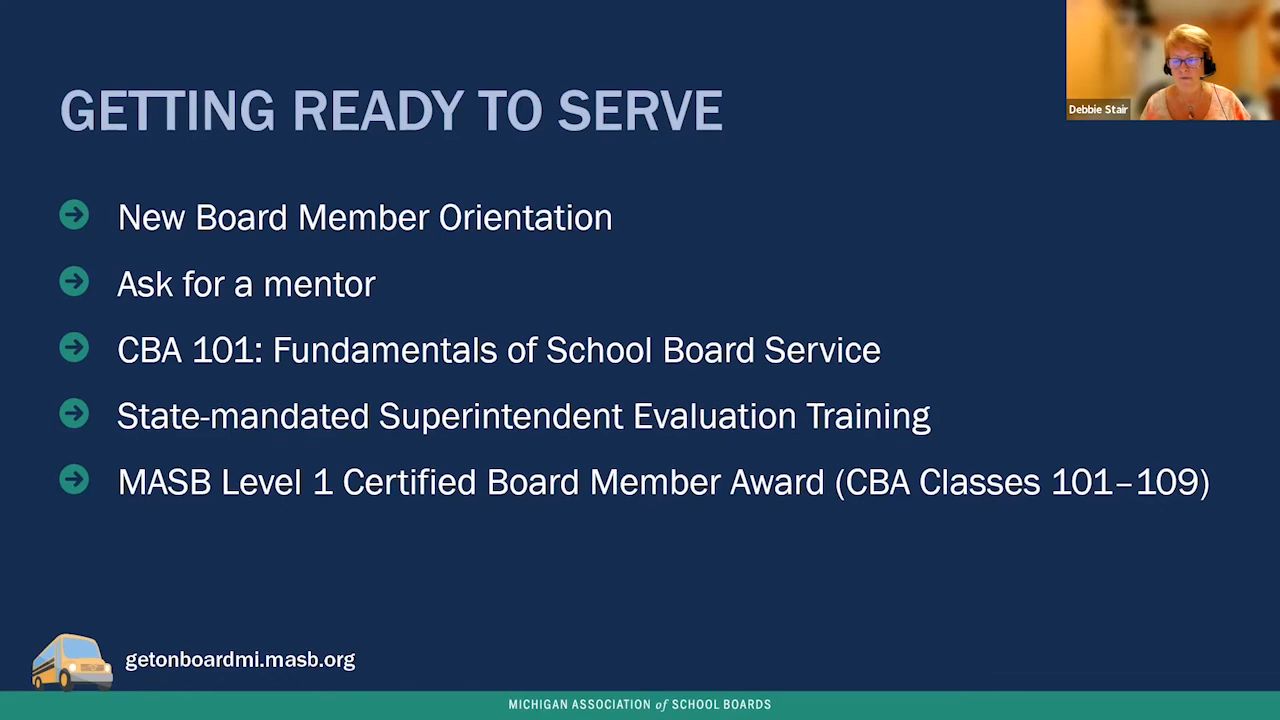 GETTING READY TO SERVE
Debbie Stair
New Board Member Orientation
Ask for a mentor
CBA 101: Fundamentals of School Board Service
State-mandated Superintendent Evaluation Training
MASB Level 1 Certified Board Member Award (CBA Classes 101–109)
getonboardmi.masb.org
MICHIGAN ASSOCIATION of SCHOOL BOARDS